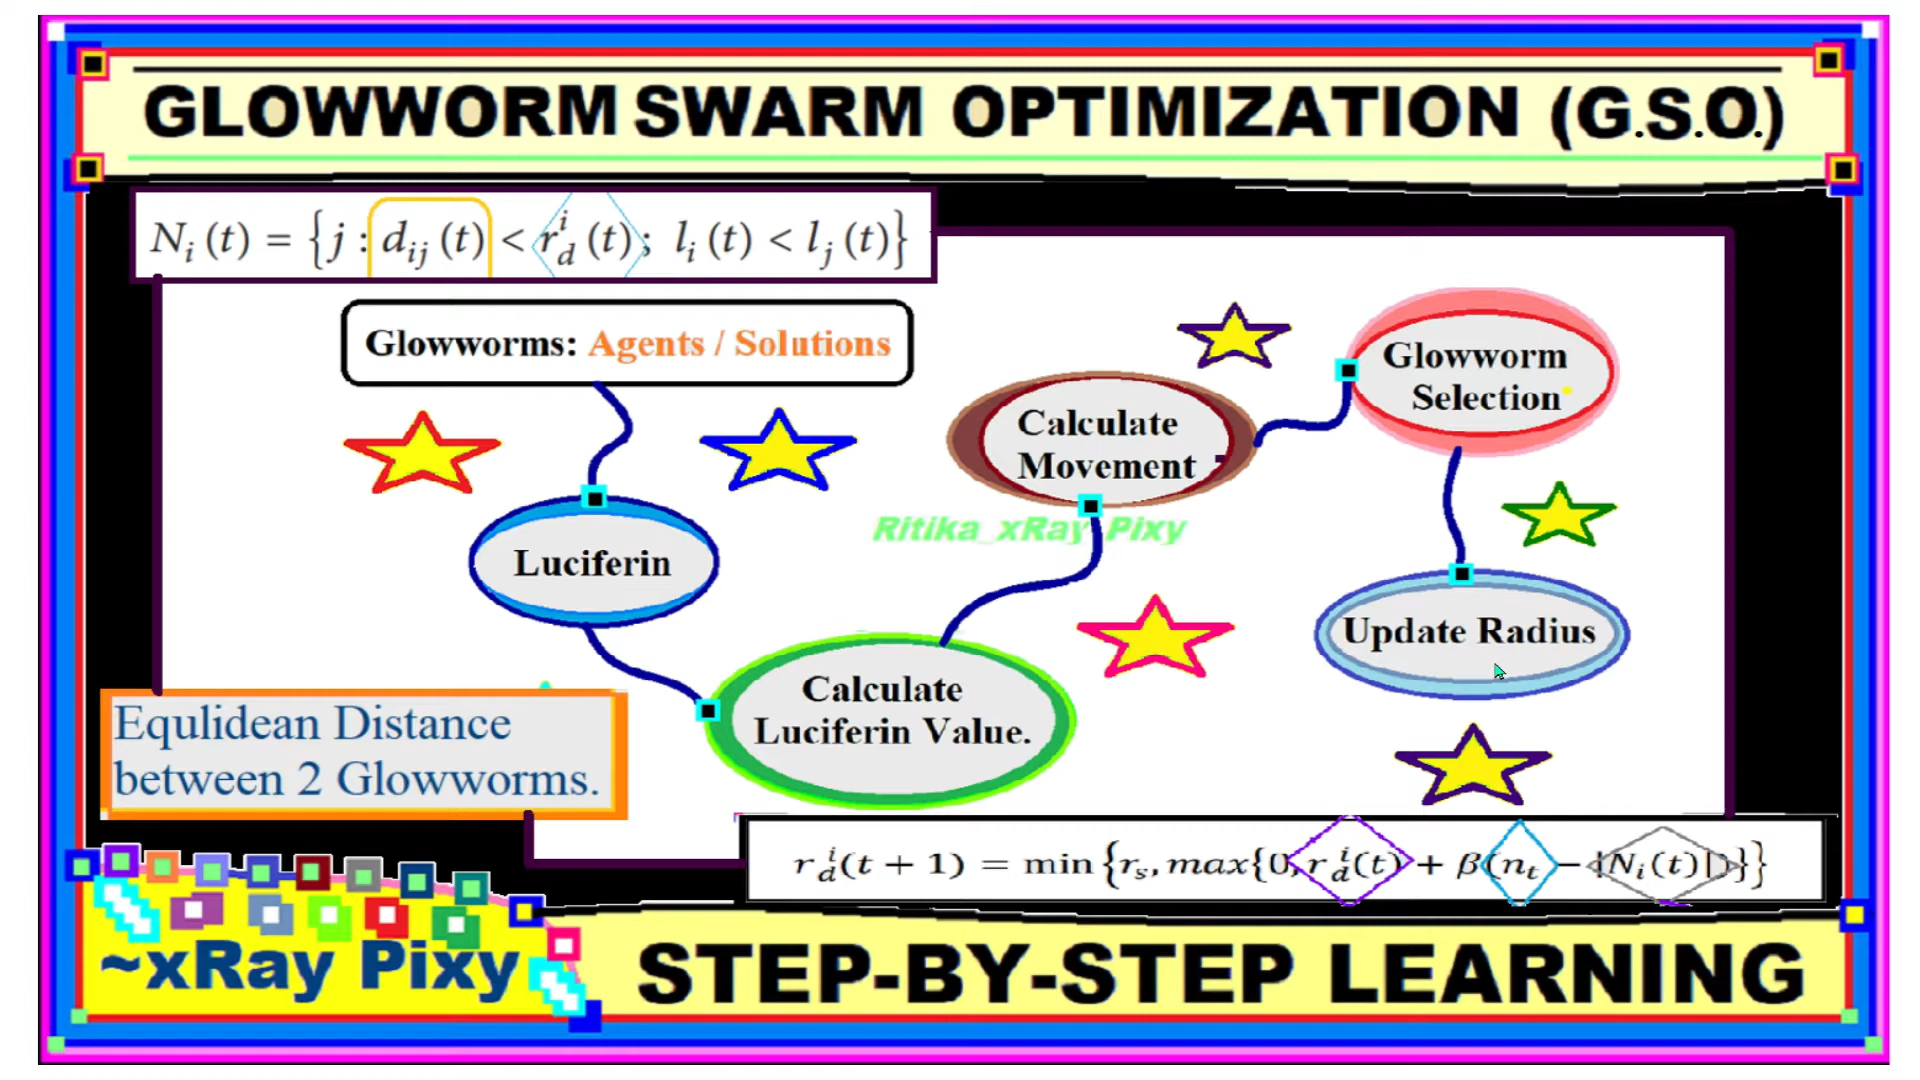 GLOWWORM SWARM OPTIMIZATION (G.S.O.)
N_i(t) = {j : d_ij(t) < r_d^i(t); l_i(t) < l_j(t)}
Glowworms: Agents / Solutions
Glowworm
Selection
Calculate
Movement
Ritika_xRay_Pixy
Luciferin
Update Radius
Calculate
Luciferin Value.
Equlidean Distance
between 2 Glowworms.
r_d^i(t + 1) = min {r_s, max{0, r_d^i(t) + β(n_t − |N_i(t)|)}}
~xRay Pixy
STEP-BY-STEP LEARNING